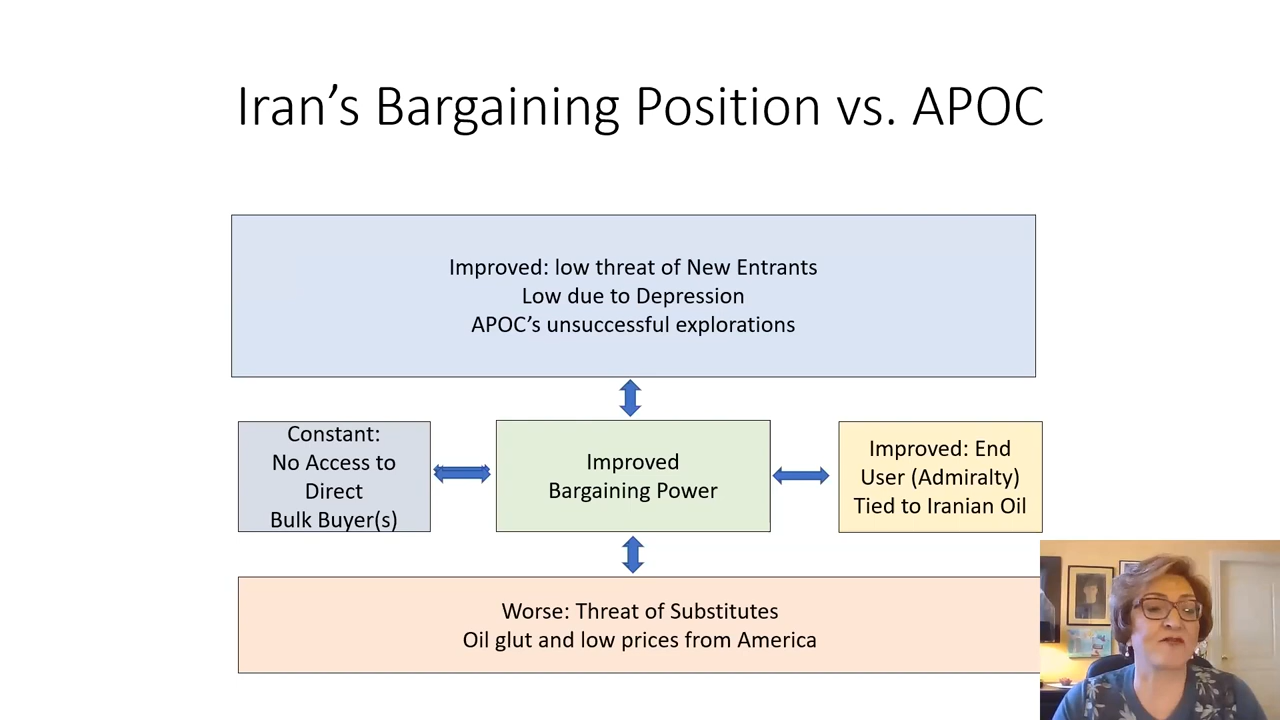 Iran’s Bargaining Position vs. APOC
Improved: low threat of New Entrants
Low due to Depression
APOC’s unsuccessful explorations
Constant:
No Access to
Direct
Bulk Buyer(s)
Improved
Bargaining Power
Improved: End
User (Admiralty)
Tied to Iranian Oil
Worse: Threat of Substitutes
Oil glut and low prices from America